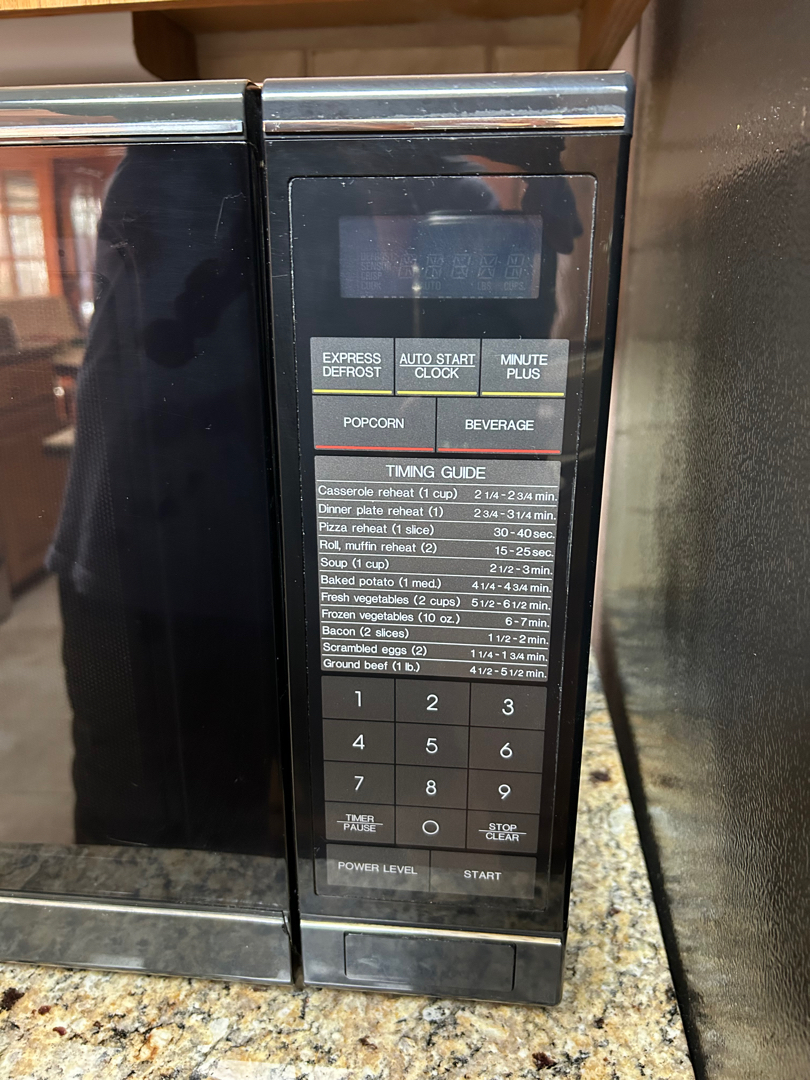 EXPRESS DEFROST
AUTO START CLOCK
MINUTE PLUS
POPCORN
BEVERAGE
TIMING GUIDE
Casserole reheat (1 cup) 2 1/4 - 2 3/4 min.
Dinner plate reheat (1) 2 3/4 - 3 1/4 min.
Pizza reheat (1 slice) 30 - 40 sec.
Roll, muffin reheat (2) 15 - 25 sec.
Soup (1 cup) 2 1/2 - 3 min.
Baked potato (1 med.) 4 1/4 - 4 3/4 min.
Fresh vegetables (2 cups) 5 1/2 - 6 1/2 min.
Frozen vegetables (10 oz.) 6 - 7 min.
Bacon (2 slices) 1 1/2 - 2 min.
Scrambled eggs (2) 1 1/4 - 1 3/4 min.
Ground beef (1 lb.) 4 1/2 - 5 1/2 min.
1 2 3
4 5 6
7 8 9
TIMER PAUSE 0 STOP CLEAR
POWER LEVEL START